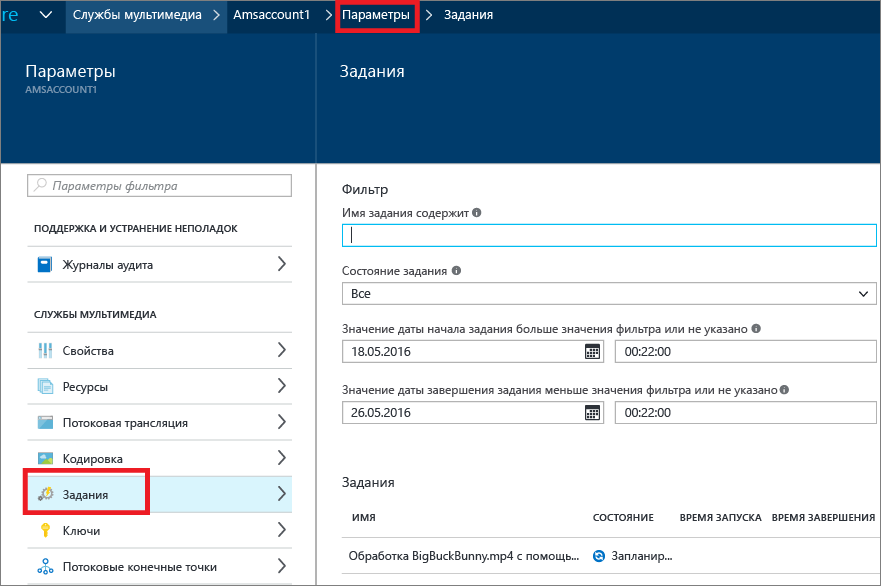 re Службы мультимедиа Amsaccount1 Параметры Задания
Параметры
AMSACCOUNT1
Задания
Параметры фильтра
ПОДДЕРЖКА И УСТРАНЕНИЕ НЕПОЛАДОК
Журналы аудита
СЛУЖБЫ МУЛЬТИМЕДИА
Свойства
Ресурсы
Потоковая трансляция
Кодировка
Задания
Ключи
Потоковые конечные точки
Фильтр
Имя задания содержит
Состояние задания
Все
Значение даты начала задания больше значения фильтра или не указано
18.05.2016 00:22:00
Значение даты завершения задания меньше значения фильтра или не указано
26.05.2016 00:22:00
Задания
ИМЯ СОСТОЯНИЕ ВРЕМЯ ЗАПУСКА ВРЕМЯ ЗАВЕРШЕНИЯ
Обработка BigBuckBunny.mp4 с помощь... Запланир...